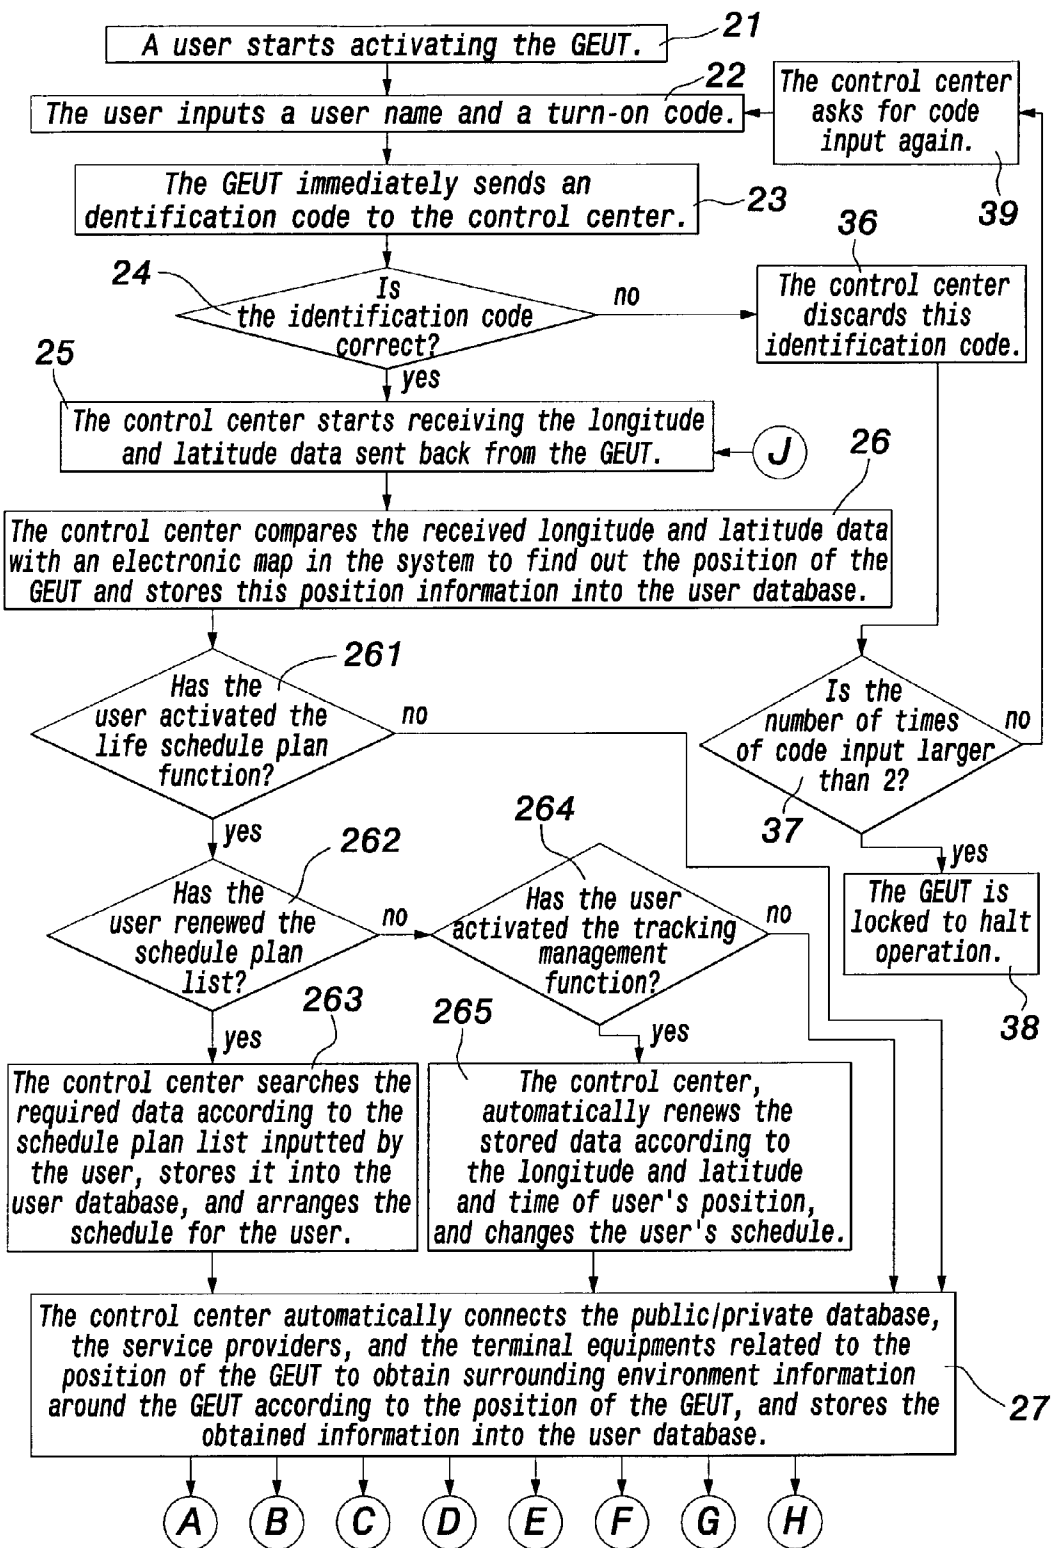 21
A user starts activating the GEUT.
22
The user inputs a user name and a turn-on code.
The control center
asks for code
input again.
39
The GEUT immediately sends an
dentification code to the control center.
23
24
Is
the identification code
correct?
no
yes
36
The control center
discards this
identification code.
25
The control center starts receiving the longitude
and latitude data sent back from the GEUT.
J
26
The control center compares the received longitude and latitude data
with an electronic map in the system to find out the position of the
GEUT and stores this position information into the user database.
261
Has the
user activated the
life schedule plan
function?
no
yes
Is the
number of times
of code input larger
than 2?
no
37
yes
The GEUT is
locked to halt
operation.
38
262
Has the
user renewed the
schedule plan
list?
no
yes
264
Has the user
activated the tracking
management
function?
no
yes
263
The control center searches the
required data according to the
schedule plan list inputted by
the user, stores it into the
user database, and arranges the
schedule for the user.
265
The control center,
automatically renews the
stored data according to
the longitude and latitude
and time of user's position,
and changes the user's schedule.
The control center automatically connects the public/private database,
the service providers, and the terminal equipments related to the
position of the GEUT to obtain surrounding environment information
around the GEUT according to the position of the GEUT, and stores the
obtained information into the user database.
27
A B C D E F G H